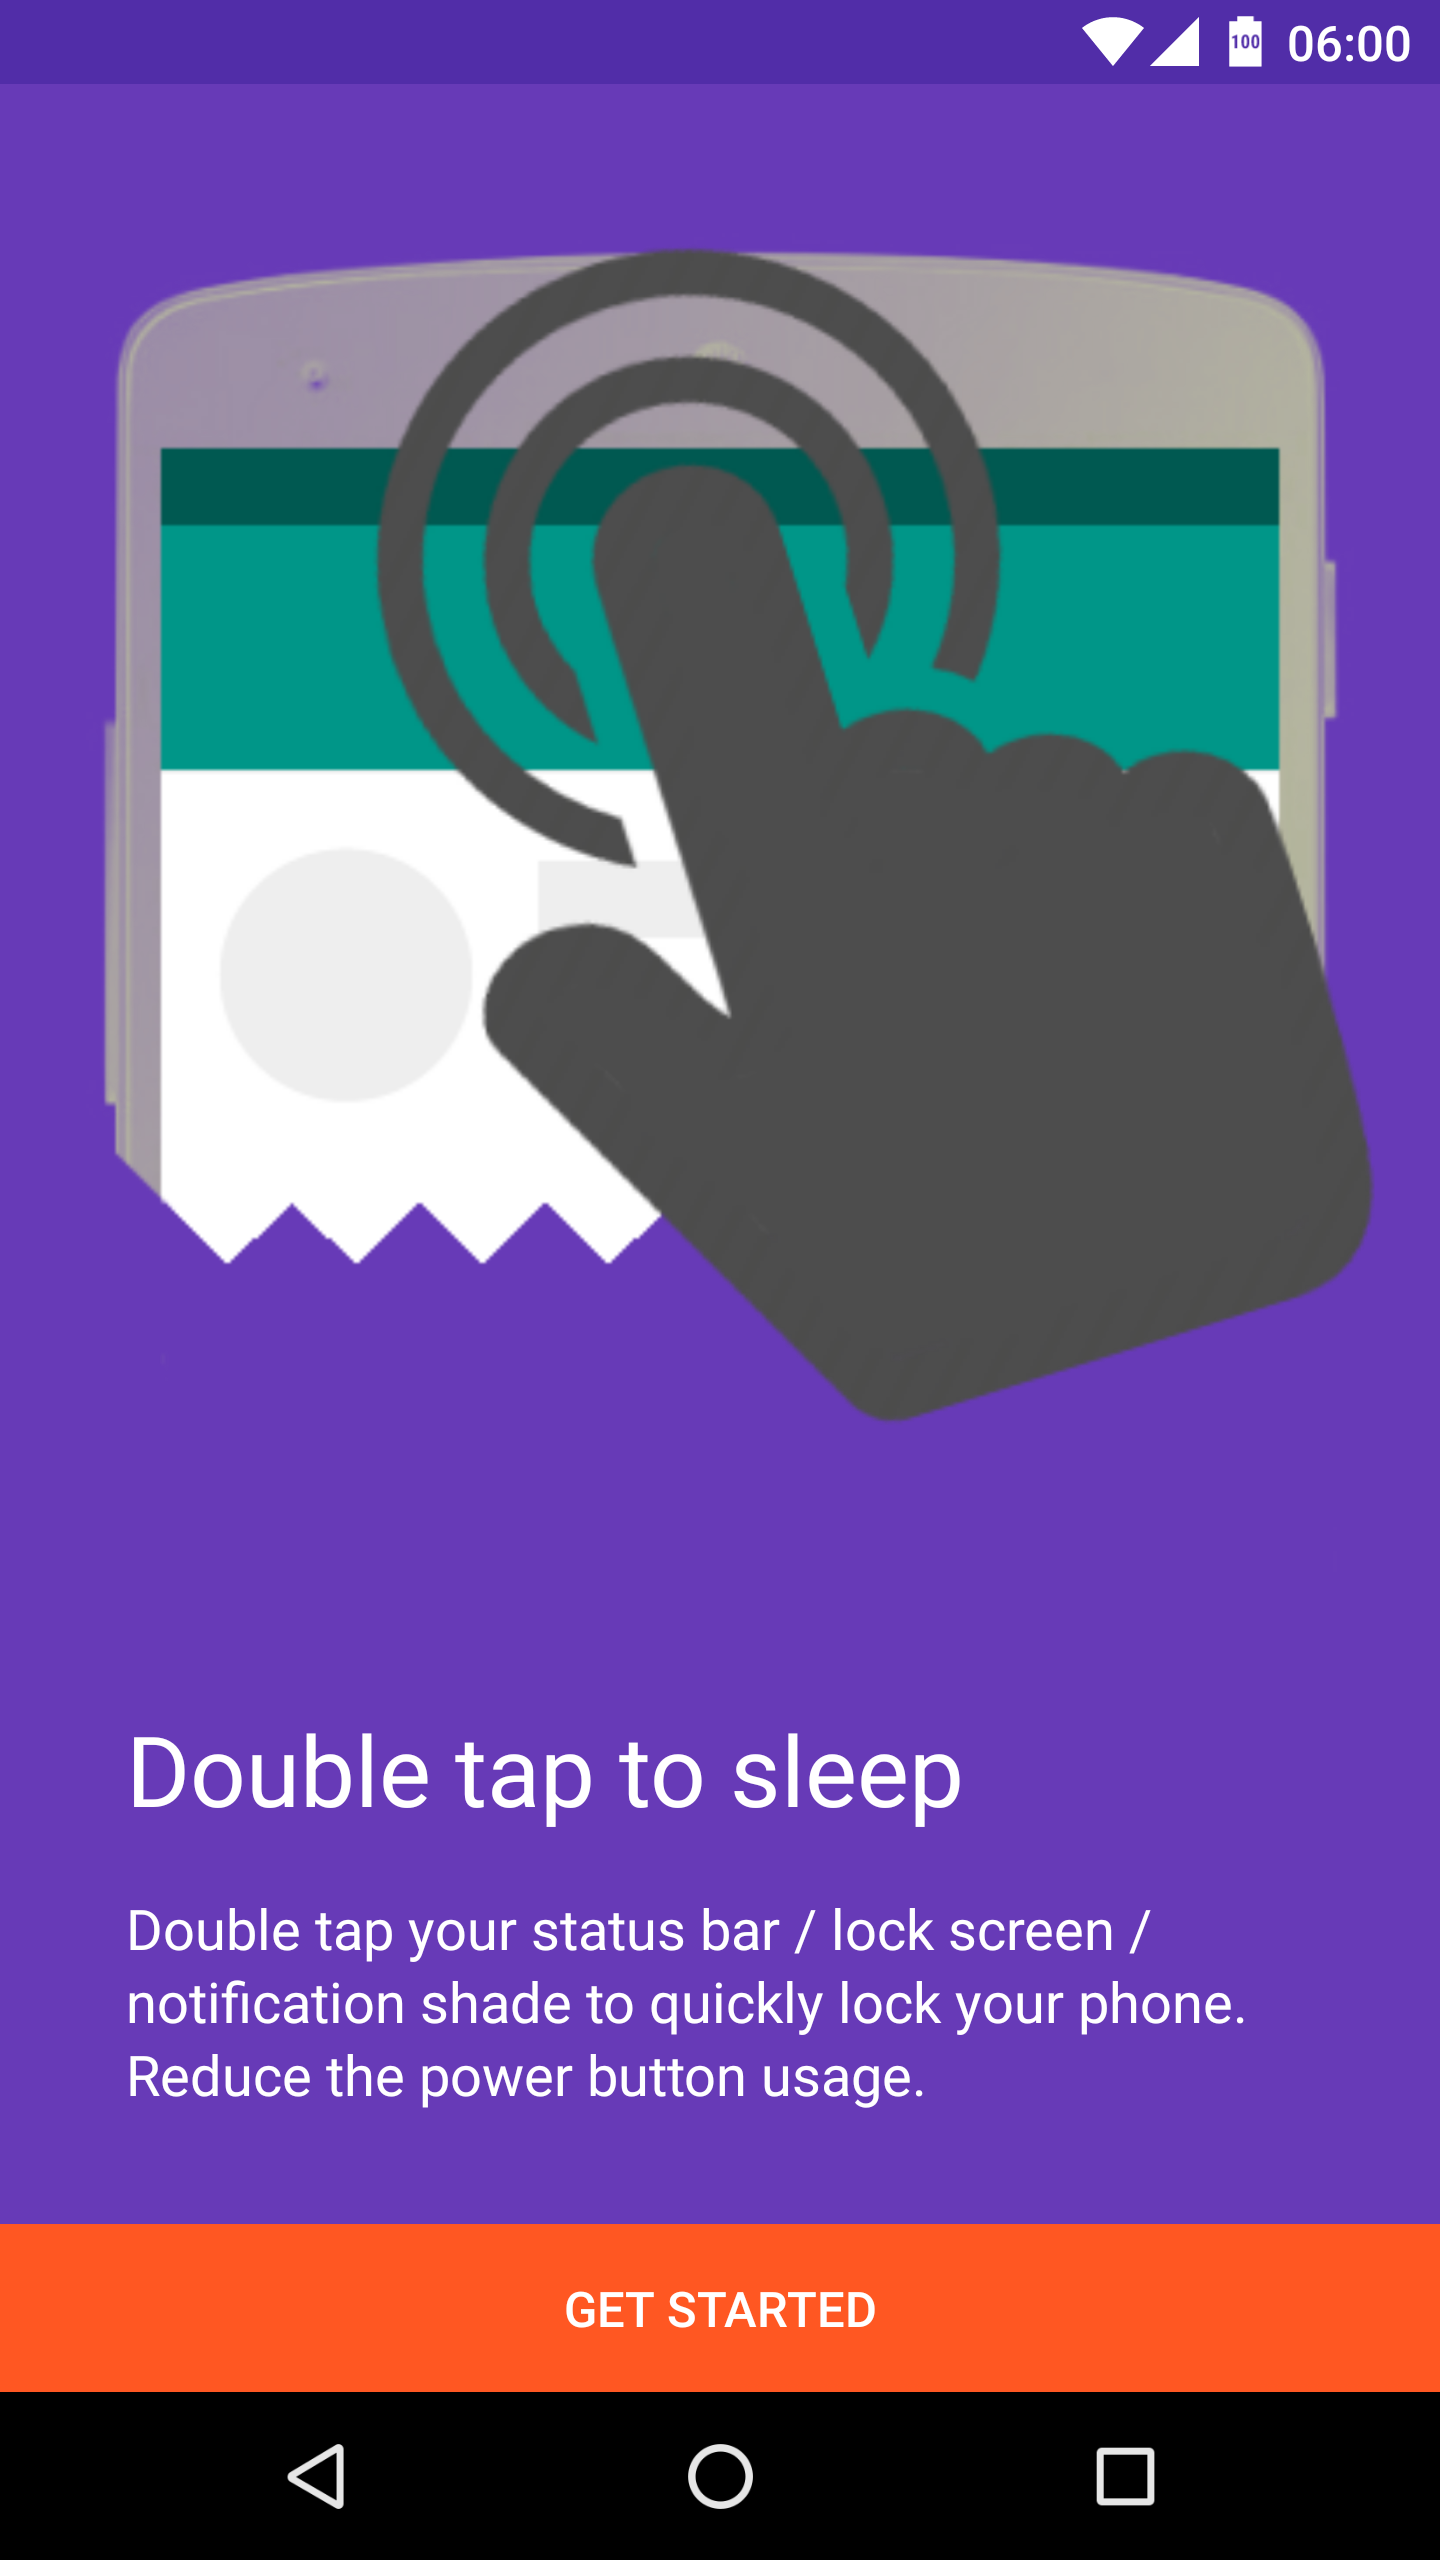 100 06:00
Double tap to sleep
Double tap your status bar / lock screen /
notification shade to quickly lock your phone.
Reduce the power button usage.
GET STARTED